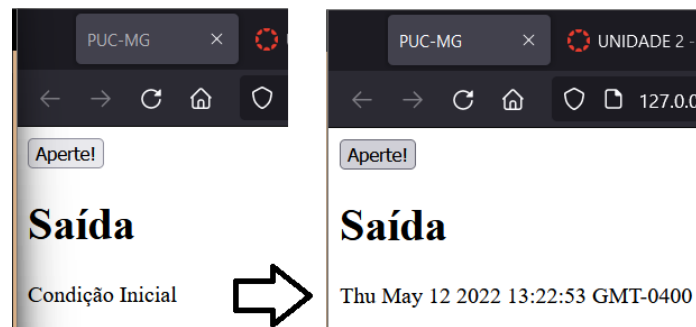 PUC-MG
Aperte!
Saída
Condição Inicial
PUC-MG
UNIDADE 2 -
127.0.0
Aperte!
Saída
Thu May 12 2022 13:22:53 GMT-0400